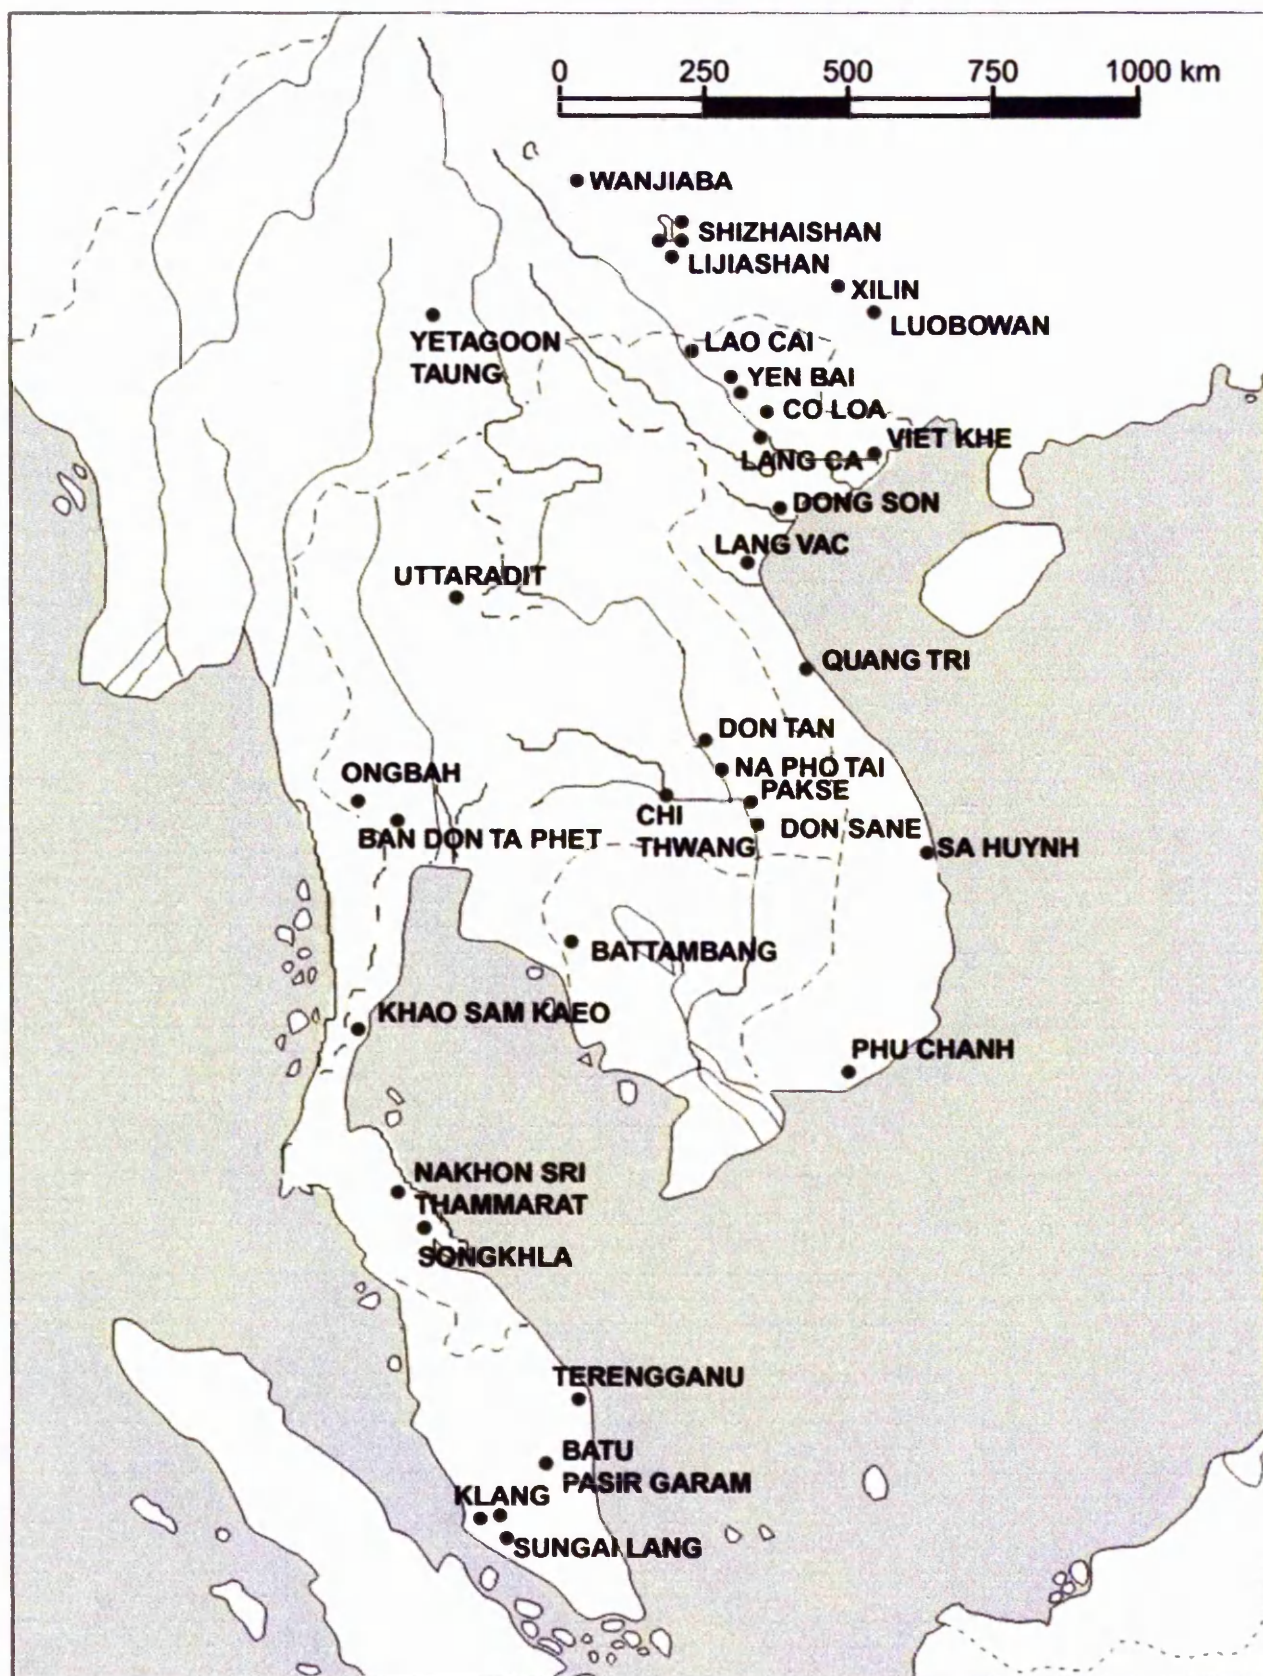 0 250 500 750 1000 km
WANJIABA
SHIZHAISHAN
LIJIASHAN
XILIN
LUOBOWAN
YETAGOON
TAUNG
LAO CAI
YEN BAI
CO LOA
VIET KHE
LANG CA
DONG SON
LANG VAC
UTTARADIT
QUANG TRI
DON TAN
NA PHO TAI
ONGBAH
PAKSE
CHI
THWANG
DON SANE
BAN DON TA PHET
SA HUYNH
BATTAMBANG
KHAO SAM KAEO
PHU CHANH
NAKHON SRI
THAMMARAT
SONGKHLA
TERENGGANU
BATU
PASIR GARAM
KLANG
SUNGAI LANG